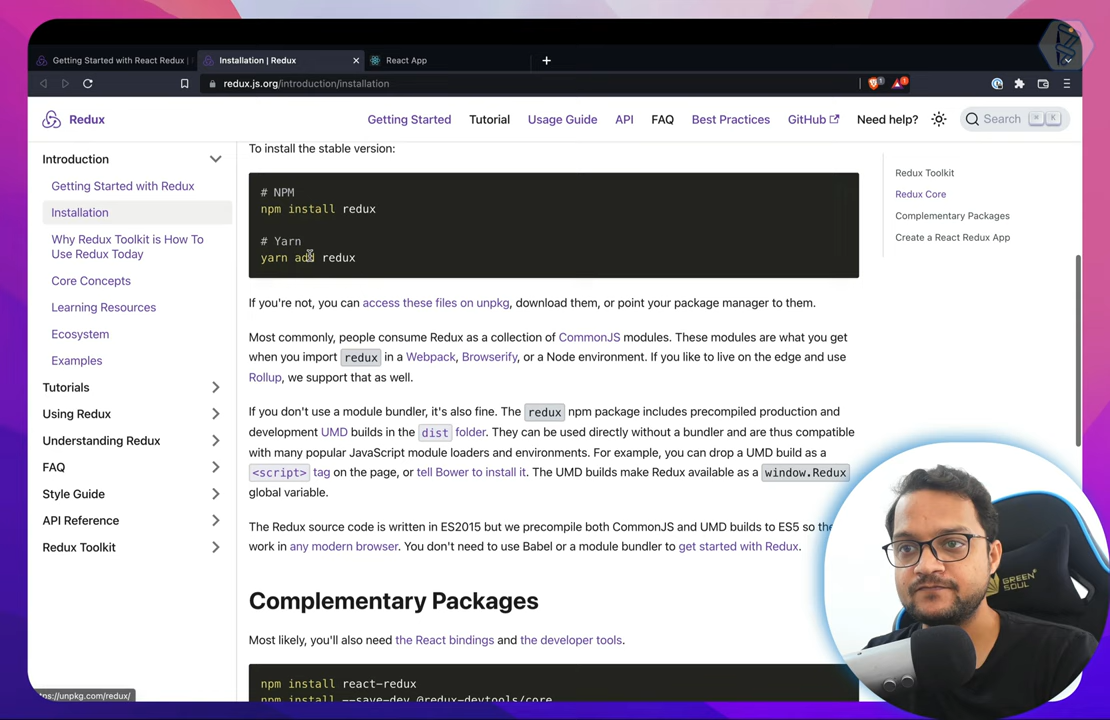 Getting Started with React Redux |
Installation | Redux
React App
redux.js.org/introduction/installation
1
1
Redux
Getting Started
Tutorial
Usage Guide
API
FAQ
Best Practices
GitHub
Need help?
Search
⌘ K
Introduction
Getting Started with Redux
Installation
Why Redux Toolkit is How To
Use Redux Today
Core Concepts
Learning Resources
Ecosystem
Examples
Tutorials
Using Redux
Understanding Redux
FAQ
Style Guide
API Reference
Redux Toolkit
To install the stable version:
# NPM
npm install redux
# Yarn
yarn add redux
If you're not, you can access these files on unpkg, download them, or point your package manager to them.
Most commonly, people consume Redux as a collection of CommonJS modules. These modules are what you get
when you import redux in a Webpack, Browserify, or a Node environment. If you like to live on the edge and use
Rollup, we support that as well.
If you don't use a module bundler, it's also fine. The redux npm package includes precompiled production and
development UMD builds in the dist folder. They can be used directly without a bundler and are thus compatible
with many popular JavaScript module loaders and environments. For example, you can drop a UMD build as a
<script> tag on the page, or tell Bower to install it. The UMD builds make Redux available as a window.Redux
global variable.
The Redux source code is written in ES2015 but we precompile both CommonJS and UMD builds to ES5 so
work in any modern browser. You don't need to use Babel or a module bundler to get started with Redux.
Complementary Packages
Most likely, you'll also need the React bindings and the developer tools.
npm install react-redux
npm install --save-dev @redux-devtools/core
Redux Toolkit
Redux Core
Complementary Packages
Create a React Redux App
ps://unpkg.com/redux/
GREEN
SOUL